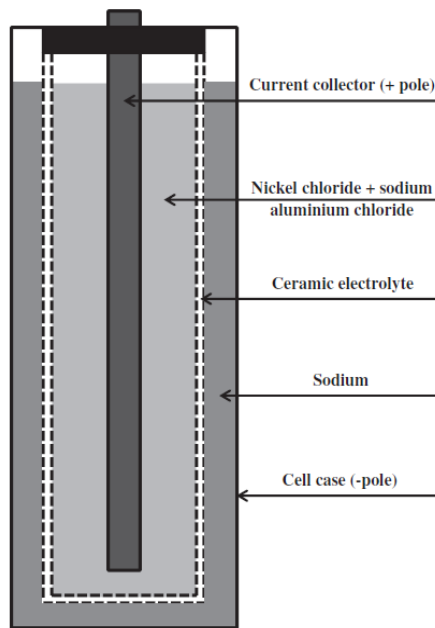 Current collector (+ pole)
Nickel chloride + sodium
aluminium chloride
Ceramic electrolyte
Sodium
Cell case (-pole)